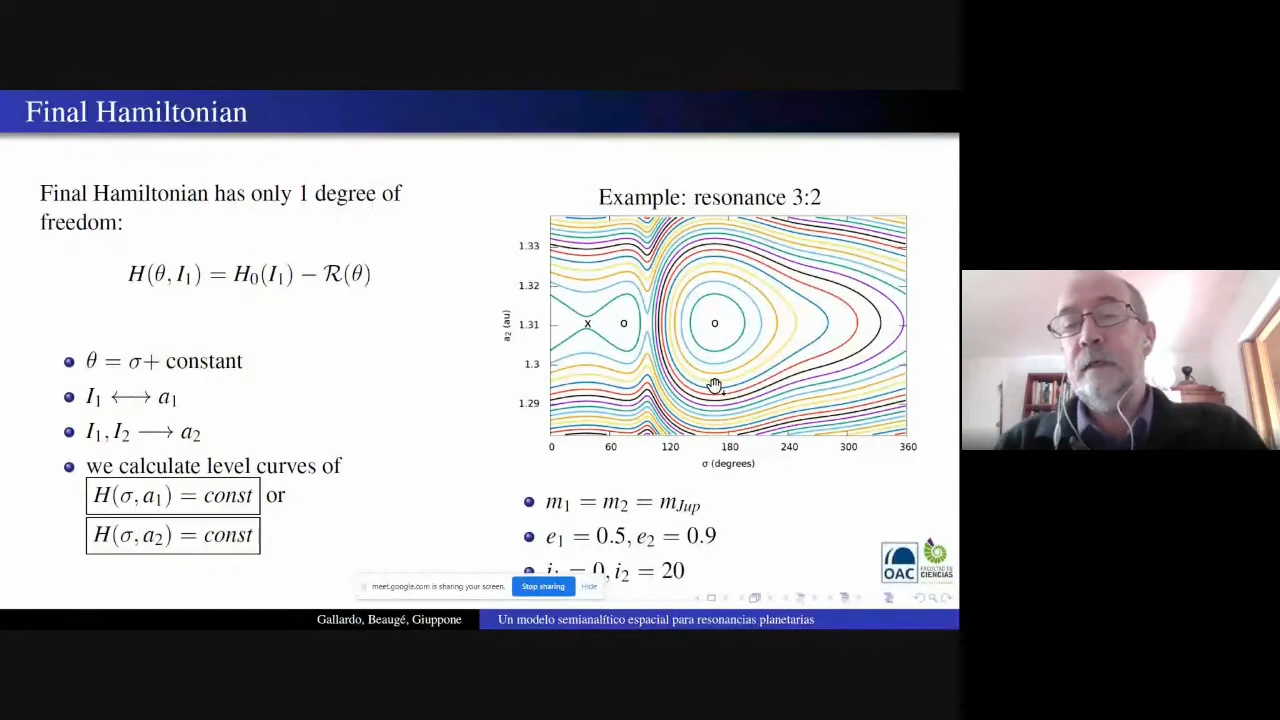 Final Hamiltonian
Final Hamiltonian has only 1 degree of
freedom:
H(θ, I₁) = H₀(I₁) − R(θ)
θ = σ+ constant
I₁ ⟷ a₁
I₁, I₂ ⟶ a₂
we calculate level curves of
H(σ, a₁) = const or
H(σ, a₂) = const
Example: resonance 3:2
1.33
1.32
1.31
1.3
1.29
a₂ (au)
x o o
0 60 120 180 240 300 360
σ (degrees)
m₁ = m₂ = m_Jup
e₁ = 0.5, e₂ = 0.9
i₁ = 0, i₂ = 20
OAC
FACULTAD DE
CIENCIAS
meet.google.com is sharing your screen. Stop sharing Hide
Gallardo, Beaugé, Giuppone
Un modelo semianalítico espacial para resonancias planetarias